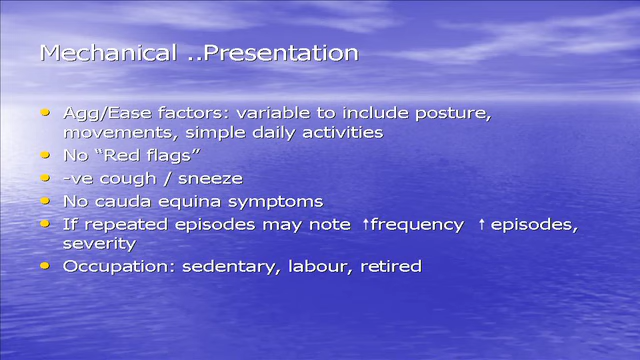 Mechanical ..Presentation
Agg/Ease factors: variable to include posture,
movements, simple daily activities
No “Red flags”
-ve cough / sneeze
No cauda equina symptoms
If repeated episodes may note ↑frequency ↑ episodes,
severity
Occupation: sedentary, labour, retired